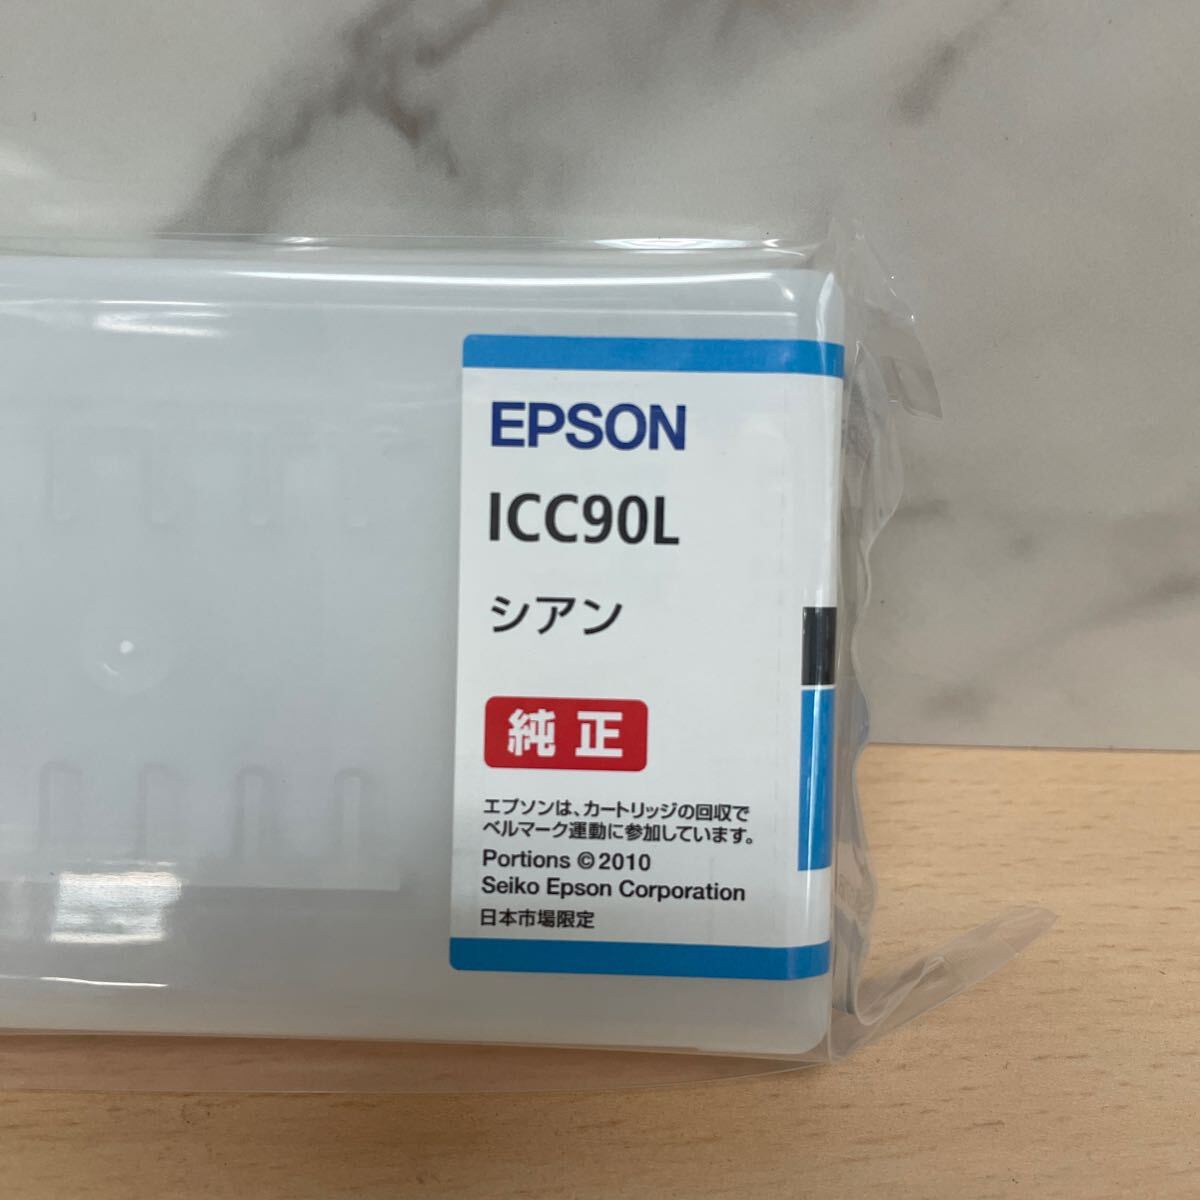 EPSON
ICC90L
シアン
純正
エプソンは、カートリッジの回収で
ベルマーク運動に参加しています。
Portions ©2010
Seiko Epson Corporation
日本市場限定